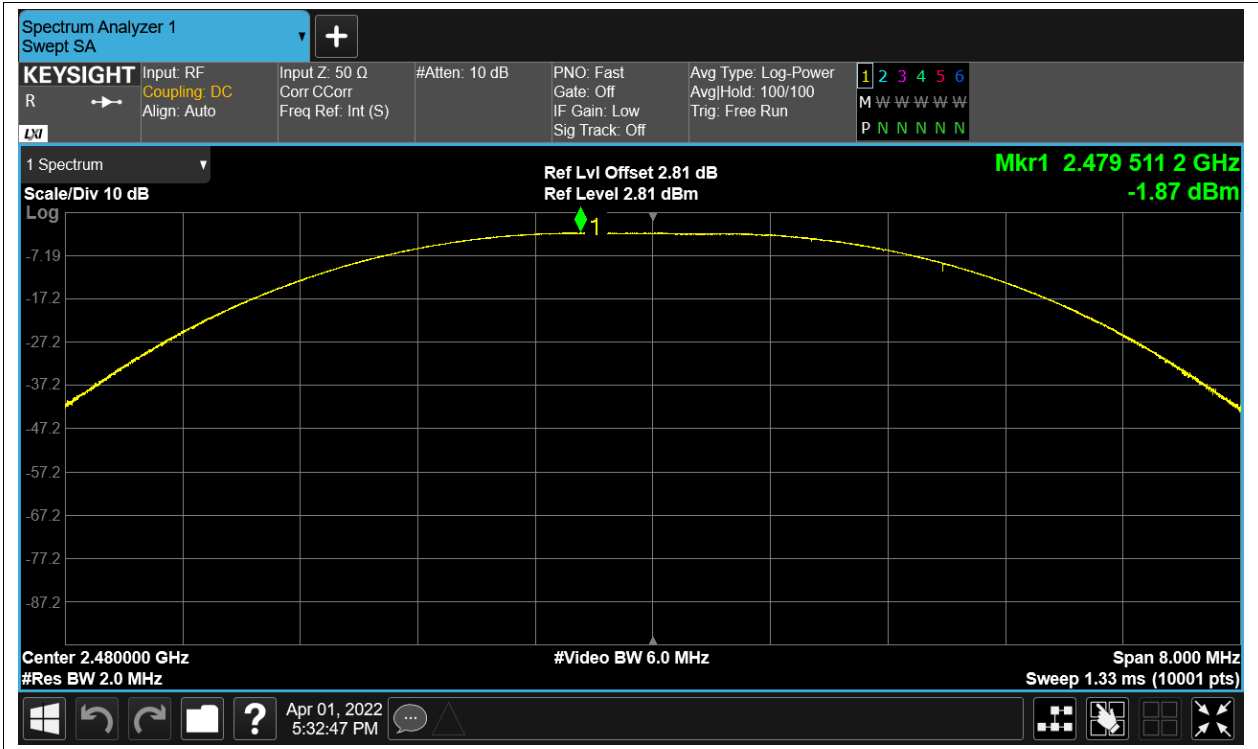 Spectrum Analyzer 1
Swept SA
+
KEYSIGHT
R
LXI
Input: RF
Coupling: DC
Align: Auto
Input Z: 50 Ω
Corr CCorr
Freq Ref: Int (S)
#Atten: 10 dB
PNO: Fast
Gate: Off
IF Gain: Low
Sig Track: Off
Avg Type: Log-Power
Avg|Hold: 100/100
Trig: Free Run
1 2 3 4 5 6
M W W W W W
P N N N N N
1 Spectrum
Scale/Div 10 dB
Log
Ref Lvl Offset 2.81 dB
Ref Level 2.81 dBm
Mkr1 2.479 511 2 GHz
-1.87 dBm
1
-7.19
-17.2
-27.2
-37.2
-47.2
-57.2
-67.2
-77.2
-87.2
Center 2.480000 GHz
#Res BW 2.0 MHz
#Video BW 6.0 MHz
Span 8.000 MHz
Sweep 1.33 ms (10001 pts)
?
Apr 01, 2022
5:32:47 PM